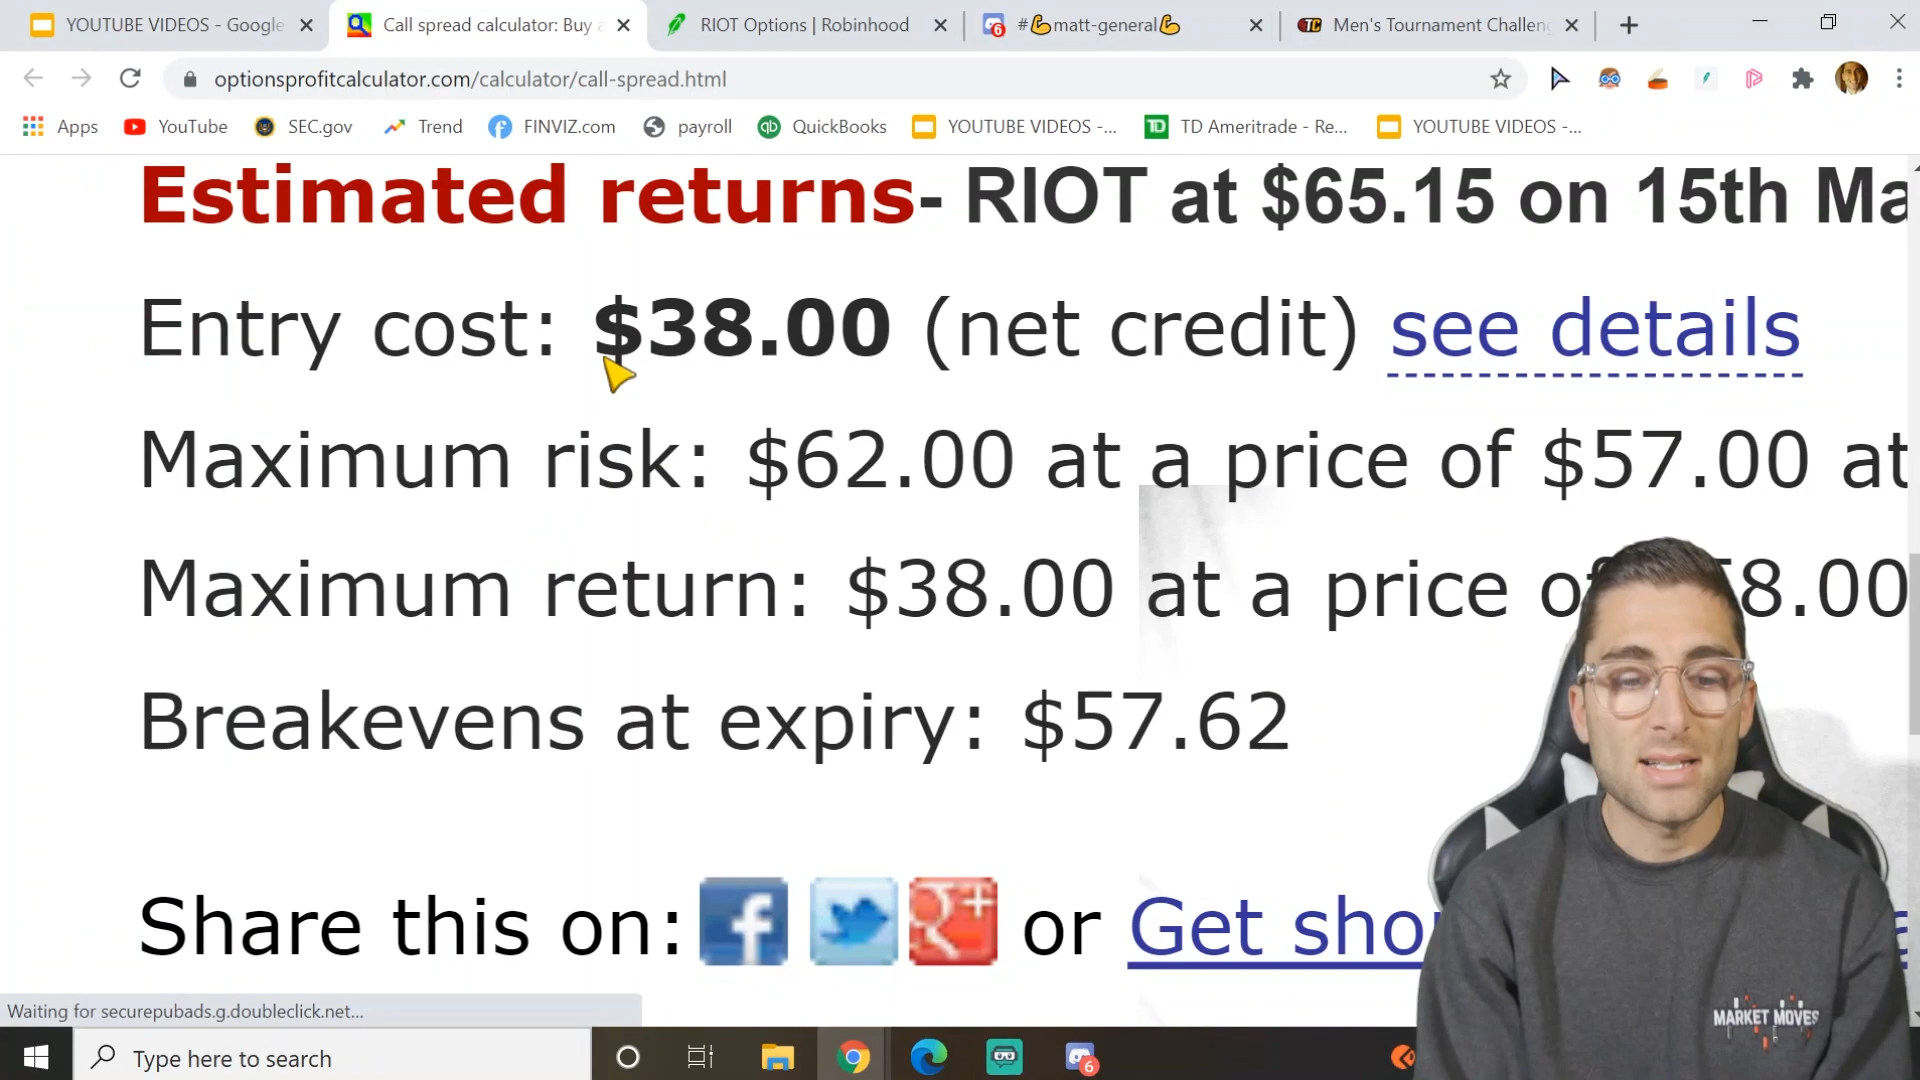 YOUTUBE VIDEOS - Google
Call spread calculator: Buy a
RIOT Options | Robinhood
#💪matt-general💪
Men's Tournament Challen
optionsprofitcalculator.com/calculator/call-spread.html
Apps
YouTube
SEC.gov
Trend
FINVIZ.com
payroll
QuickBooks
YOUTUBE VIDEOS -...
TD Ameritrade - Re...
YOUTUBE VIDEOS -...
Estimated returns- RIOT at $65.15 on 15th Ma
Entry cost: $38.00 (net credit) see details
Maximum risk: $62.00 at a price of $57.00 at
Maximum return: $38.00 at a price 8.00
Breakevens at expiry: $57.62
Share this on: or Get sho
Waiting for securepubads.g.doubleclick.net...
MARKET MOVES
Type here to search
6